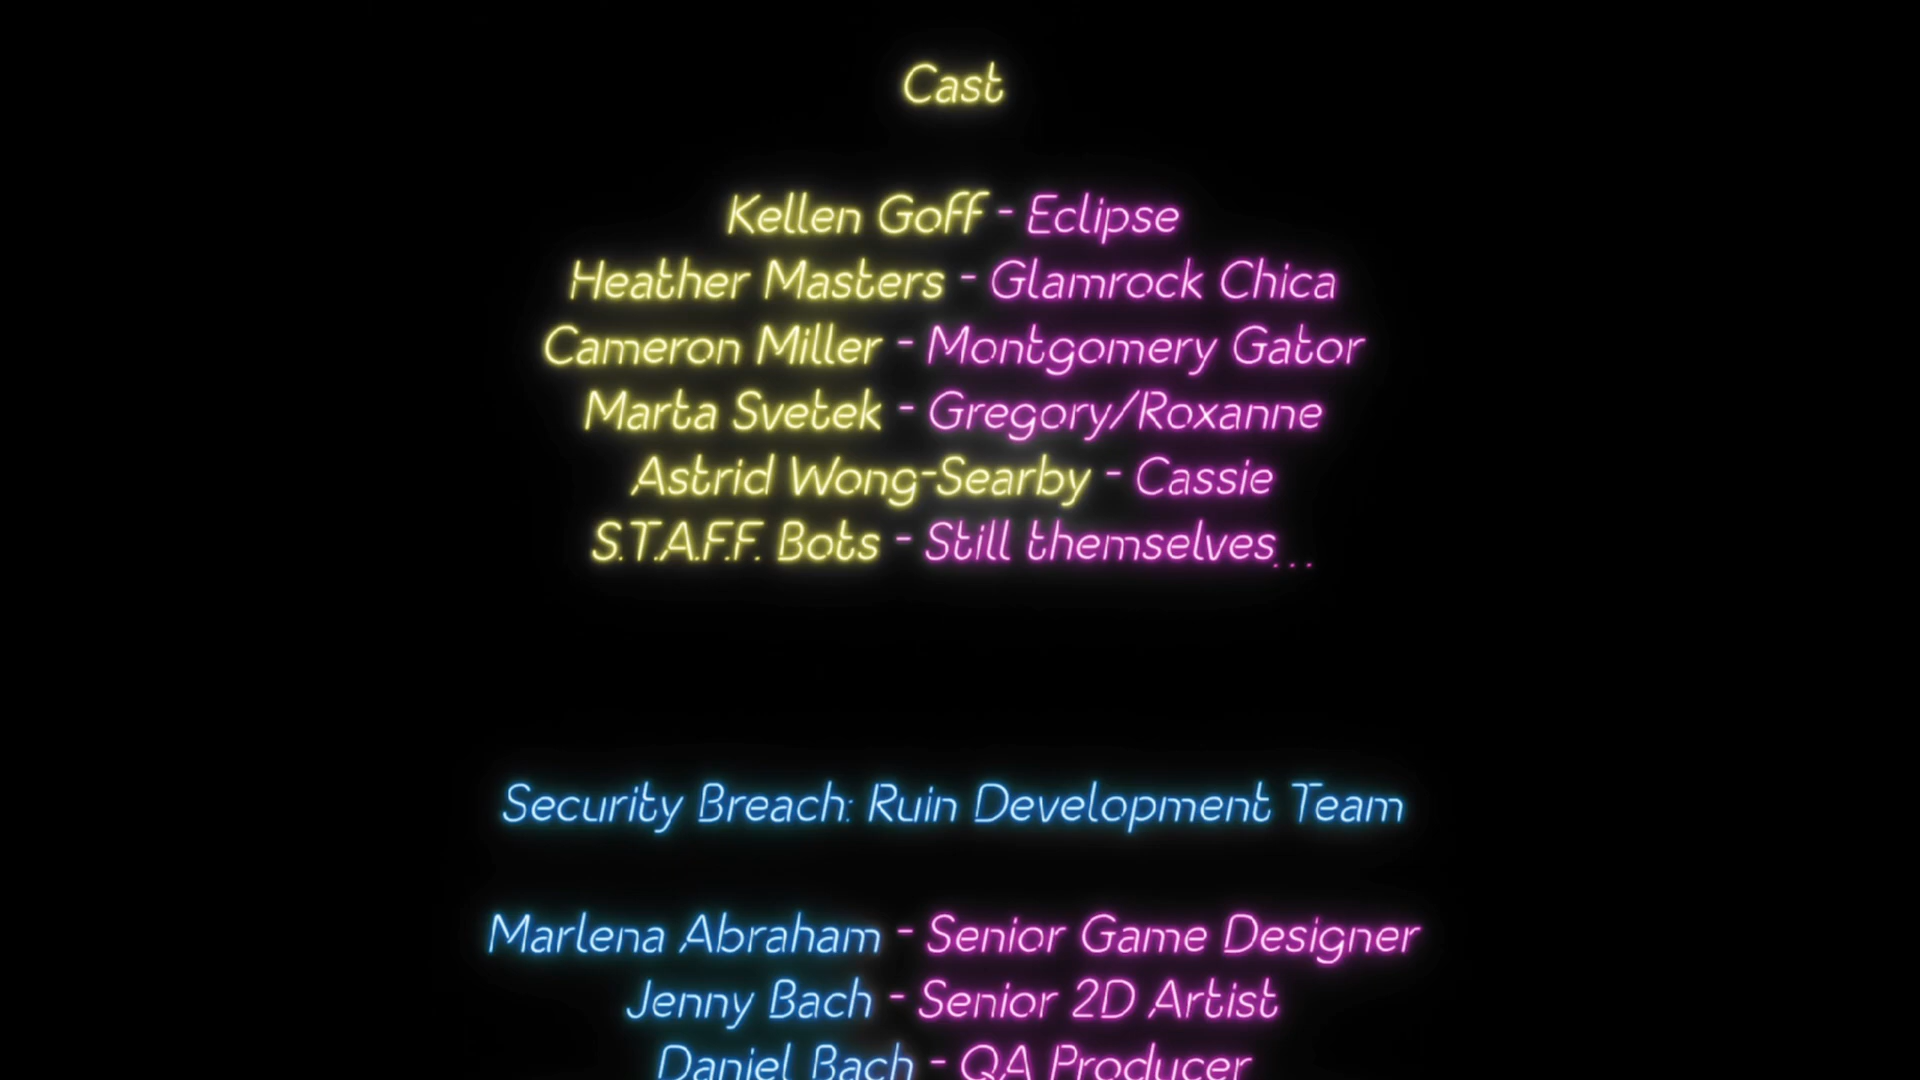 Cast
Kellen Goff - Eclipse
Heather Masters - Glamrock Chica
Cameron Miller - Montgomery Gator
Marta Svetek - Gregory/Roxanne
Astrid Wong-Searby - Cassie
S.T.A.F.F. Bots - Still themselves...
Security Breach: Ruin Development Team
Marlena Abraham - Senior Game Designer
Jenny Bach - Senior 2D Artist
Daniel Bach - QA Producer